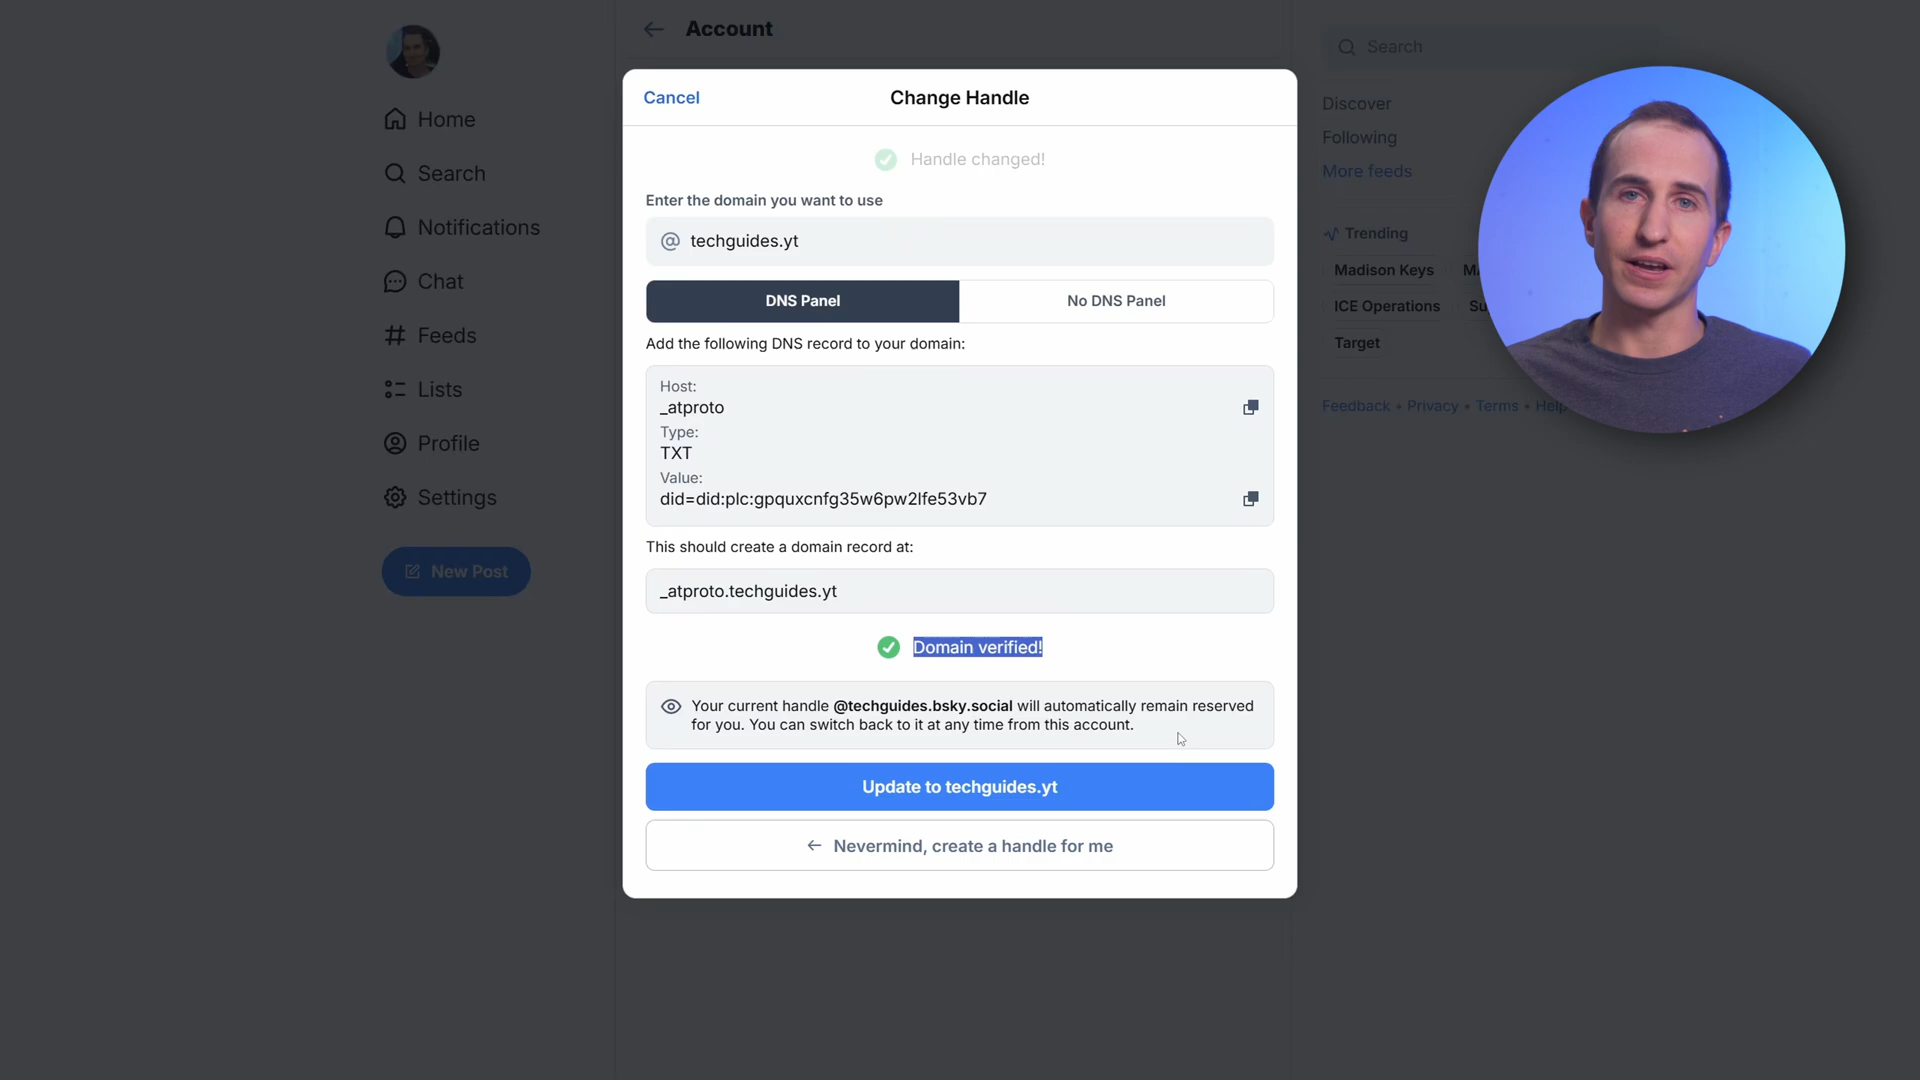 Home
Search
Notifications
Chat
Feeds
Lists
Profile
Settings
New Post
Account
Cancel
Change Handle
Handle changed!
Enter the domain you want to use
@ techguides.yt
DNS Panel
No DNS Panel
Add the following DNS record to your domain:
Host:
_atproto
Type:
TXT
Value:
did=did:plc:gpquxcnfg35w6pw2lfe53vb7
This should create a domain record at:
_atproto.techguides.yt
Domain verified!
Your current handle @techguides.bsky.social will automatically remain reserved
for you. You can switch back to it at any time from this account.
Update to techguides.yt
Nevermind, create a handle for me
Search
Discover
Following
More feeds
Trending
Madison Keys
ICE Operations
Target
Feedback • Privacy • Terms • Help